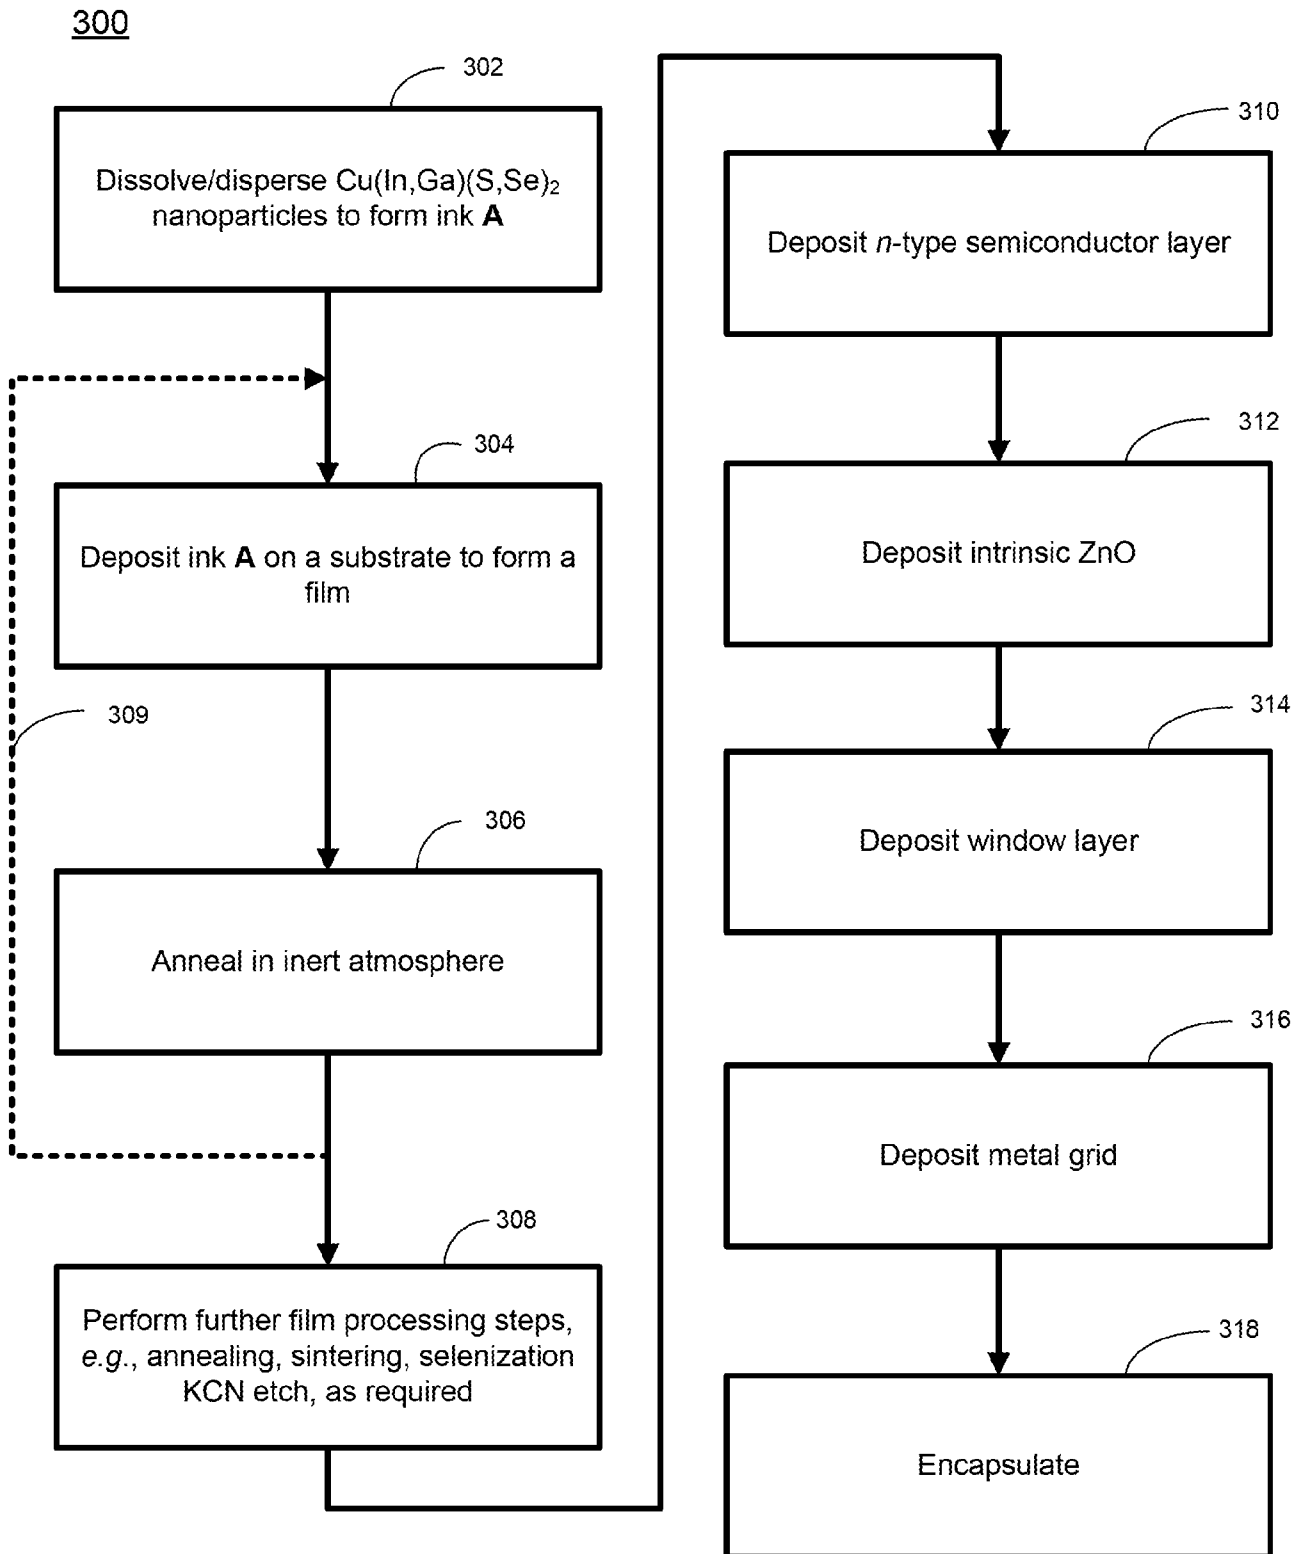 300
302
Dissolve/disperse Cu(In,Ga)(S,Se)₂
nanoparticles to form ink A
304
Deposit ink A on a substrate to form a
film
309
306
Anneal in inert atmosphere
308
Perform further film processing steps,
e.g., annealing, sintering, selenization
KCN etch, as required
310
Deposit n-type semiconductor layer
312
Deposit intrinsic ZnO
314
Deposit window layer
316
Deposit metal grid
318
Encapsulate